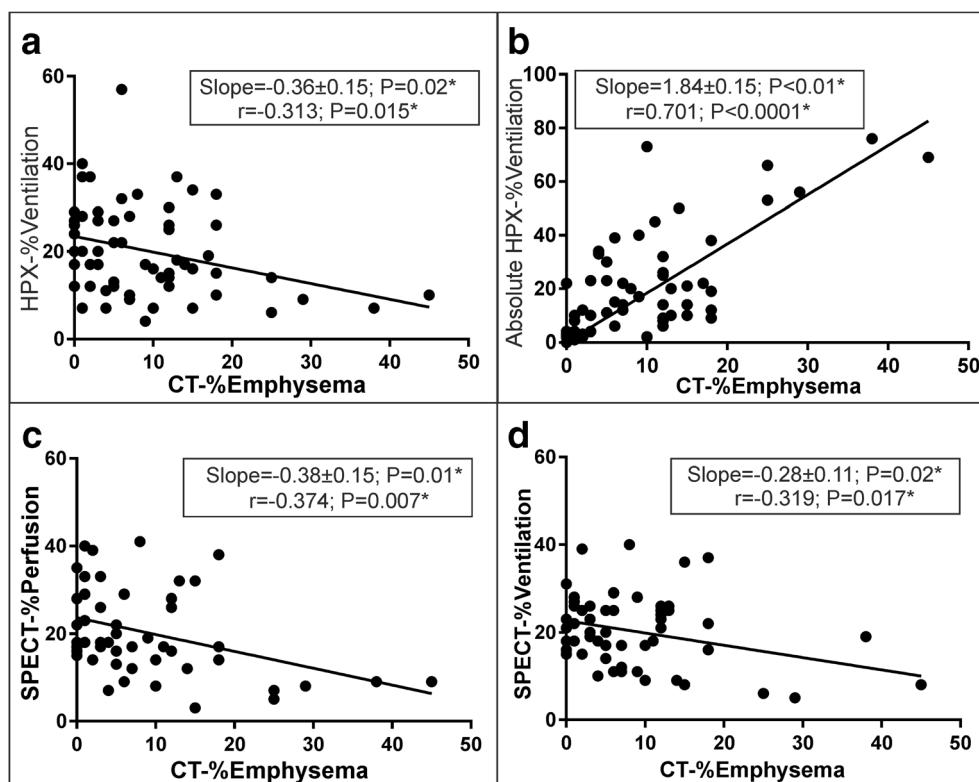 a
Slope=-0.36±0.15; P=0.02*
r=-0.313; P=0.015*
HPX-%Ventilation
60
40
20
0
0 10 20 30 40 50
CT-%Emphysema
b
Slope=1.84±0.15; P<0.01*
r=0.701; P<0.0001*
Absolute HPX-%Ventilation
100
80
60
40
20
0
0 10 20 30 40 50
CT-%Emphysema
c
Slope=-0.38±0.15; P=0.01*
r=-0.374; P=0.007*
SPECT-%Perfusion
60
40
20
0
0 10 20 30 40 50
CT-%Emphysema
d
Slope=-0.28±0.11; P=0.02*
r=-0.319; P=0.017*
SPECT-%Ventilation
60
40
20
0
0 10 20 30 40 50
CT-%Emphysema